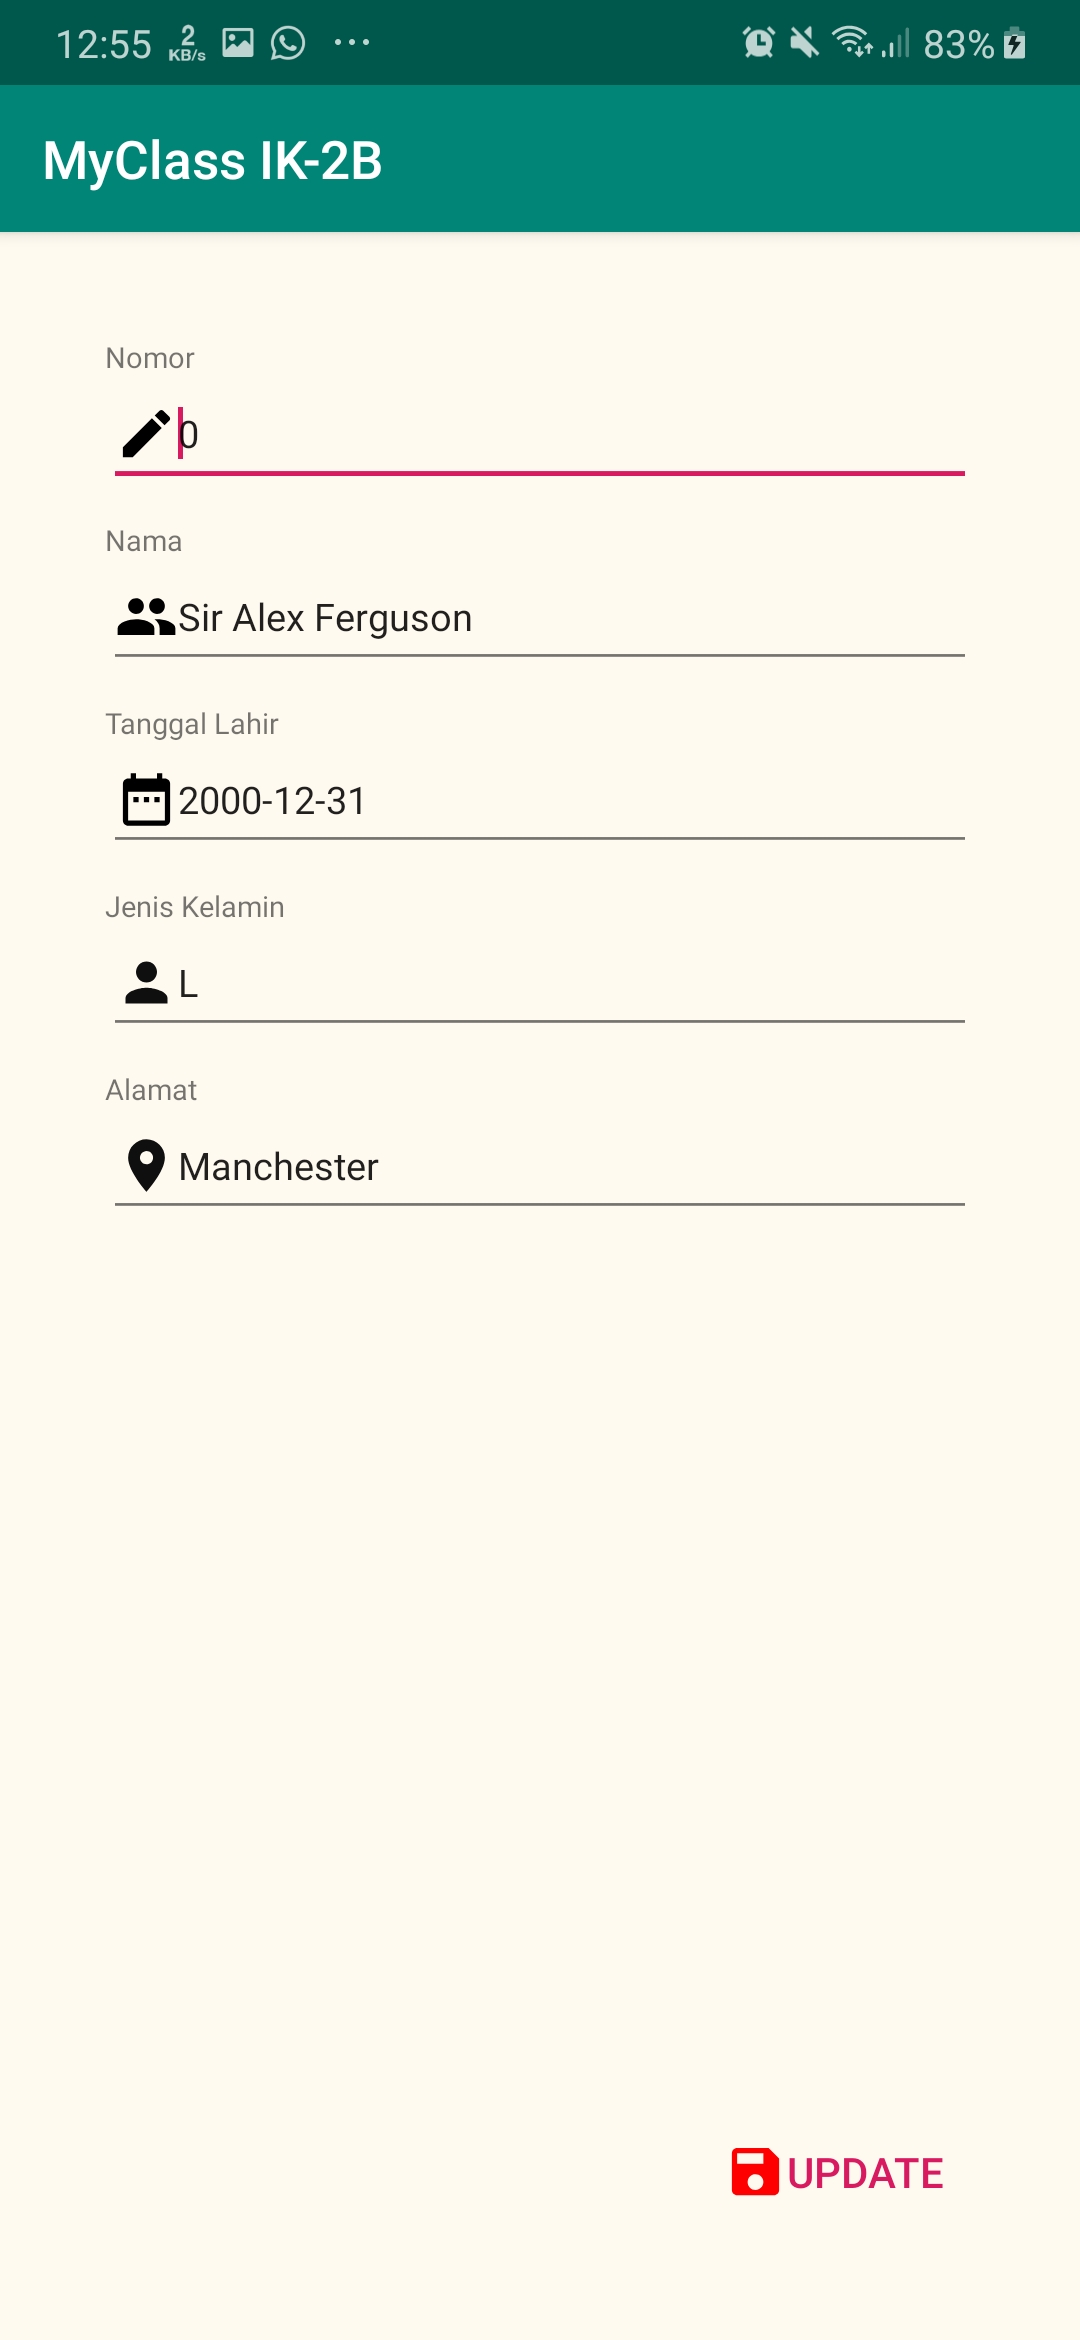 12:55 2 KB/s 83%
MyClass IK-2B
Nomor
0
Nama
Sir Alex Ferguson
Tanggal Lahir
2000-12-31
Jenis Kelamin
L
Alamat
Manchester
UPDATE